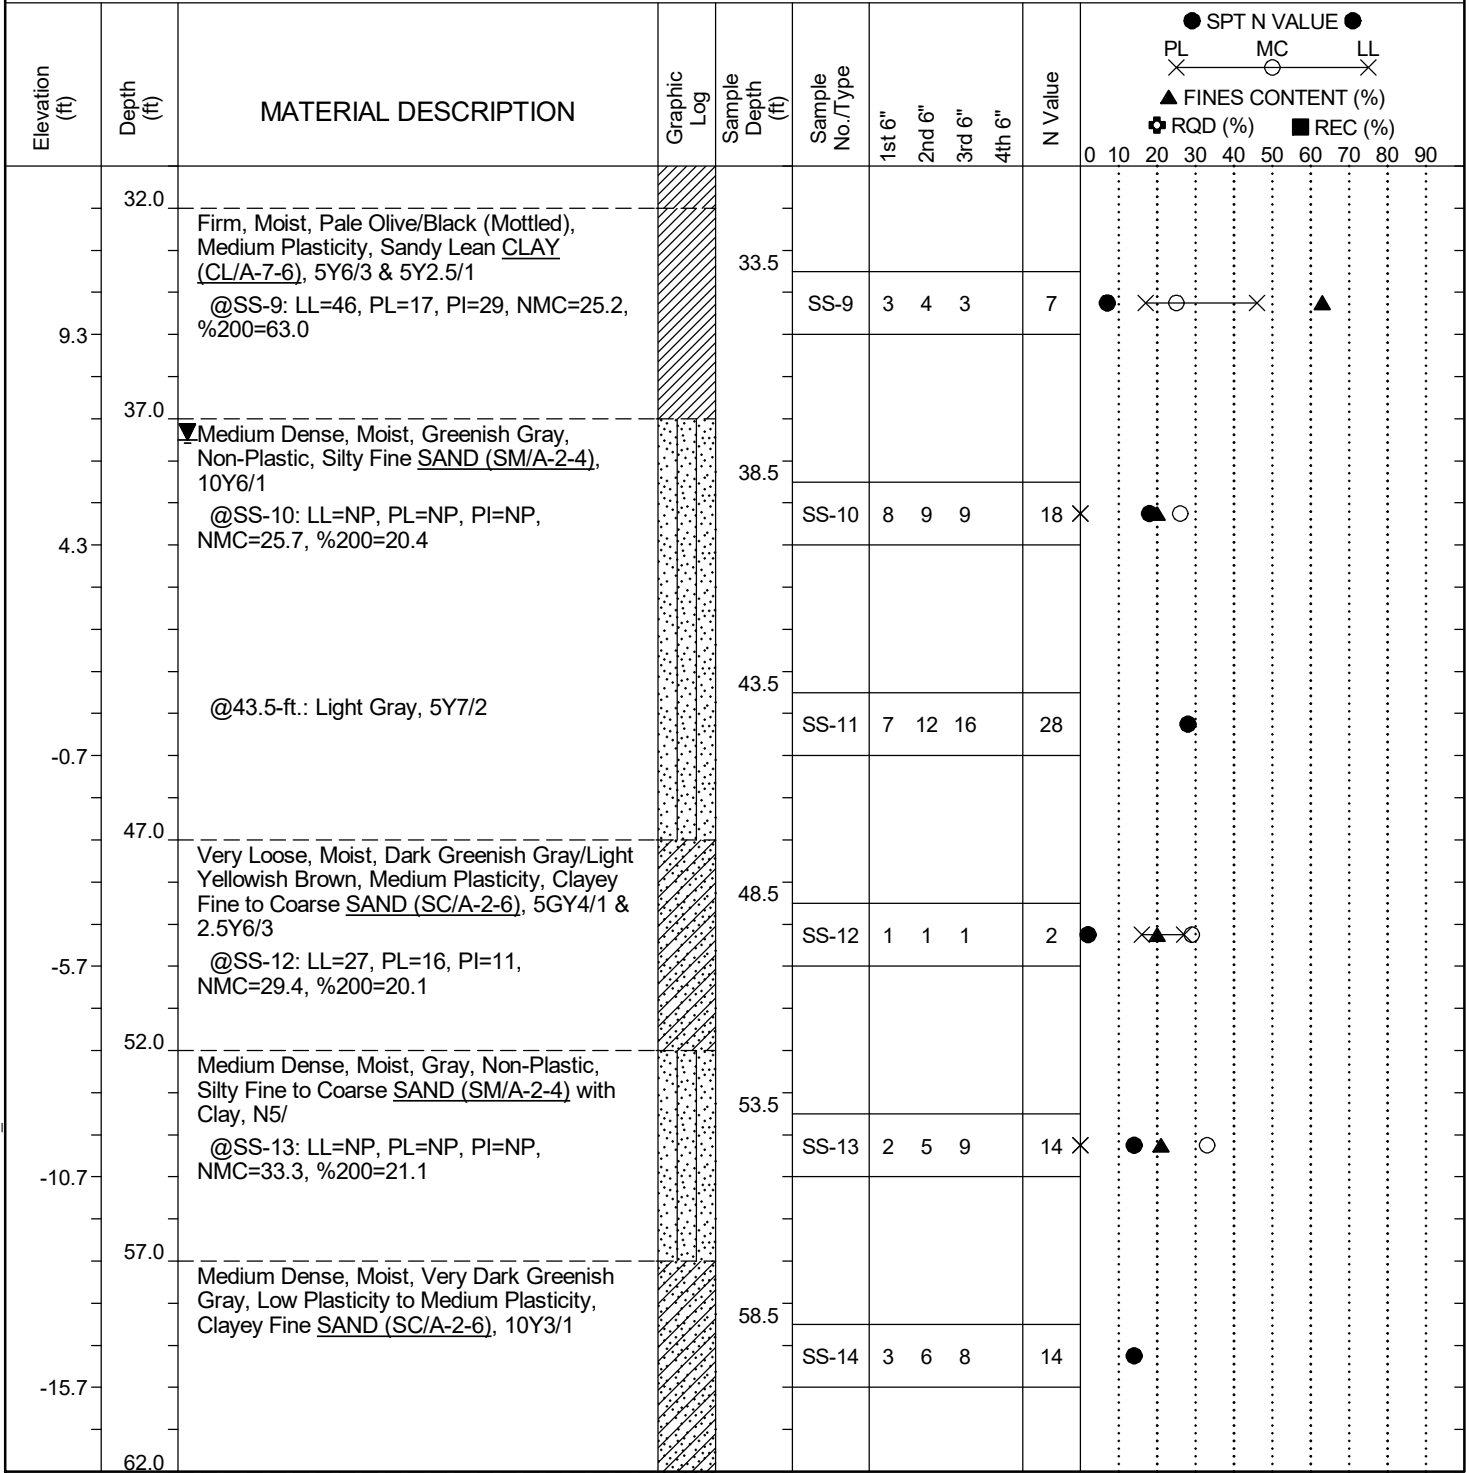 ● SPT N VALUE ●
PL MC LL
▲ FINES CONTENT (%)
RQD (%) ■ REC (%)
Elevation (ft)
Depth (ft)
MATERIAL DESCRIPTION
Graphic Log
Sample Depth (ft)
Sample No./Type
1st 6"
2nd 6"
3rd 6"
4th 6"
N Value
0 10 20 30 40 50 60 70 80 90
32.0
Firm, Moist, Pale Olive/Black (Mottled),
Medium Plasticity, Sandy Lean CLAY
(CL/A-7-6), 5Y6/3 & 5Y2.5/1
33.5
@SS-9: LL=46, PL=17, PI=29, NMC=25.2,
%200=63.0
SS-9 3 4 3 7
9.3
37.0
Medium Dense, Moist, Greenish Gray,
Non-Plastic, Silty Fine SAND (SM/A-2-4),
10Y6/1
38.5
@SS-10: LL=NP, PL=NP, PI=NP,
NMC=25.7, %200=20.4
SS-10 8 9 9 18
4.3
43.5
@43.5-ft.: Light Gray, 5Y7/2
SS-11 7 12 16 28
-0.7
47.0
Very Loose, Moist, Dark Greenish Gray/Light
Yellowish Brown, Medium Plasticity, Clayey
Fine to Coarse SAND (SC/A-2-6), 5GY4/1 &
2.5Y6/3
48.5
@SS-12: LL=27, PL=16, PI=11,
NMC=29.4, %200=20.1
SS-12 1 1 1 2
-5.7
52.0
Medium Dense, Moist, Gray, Non-Plastic,
Silty Fine to Coarse SAND (SM/A-2-4) with
Clay, N5/
53.5
@SS-13: LL=NP, PL=NP, PI=NP,
NMC=33.3, %200=21.1
SS-13 2 5 9 14
-10.7
57.0
Medium Dense, Moist, Very Dark Greenish
Gray, Low Plasticity to Medium Plasticity,
Clayey Fine SAND (SC/A-2-6), 10Y3/1
58.5
SS-14 3 6 8 14
-15.7
62.0